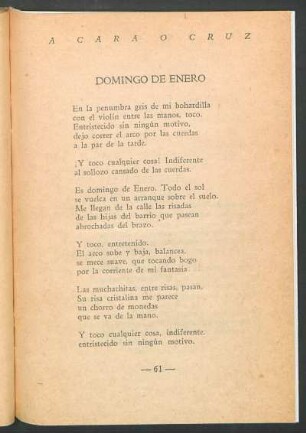 A CARA O CRUZ
DOMINGO DE ENERO
En la penumbra gris de mi bohardilla
con el violín entre las manos, toco.
Entristecido sin ningún motivo,
dejo correr el arco por las cuerdas
a la par de la tarde.
¡Y toco cualquier cosa! Indiferente
al sollozo cansado de las cuerdas.
Es domingo de Enero. Todo el sol
se vuelca en un arranque sobre el suelo.
Me llegan de la calle las risadas
de las hijas del barrio que pasean
abrochadas del brazo.
Y toco, entretenido.
El arco sube y baja, balancea,
se mece suave, que tocando bogo
por la corriente de mi fantasía.
Las muchachitas, entre risas, pasan.
Su risa cristalina me parece
un chorro de monedas
que se va de la mano.
Y toco cualquier cosa, indiferente,
entristecido sin ningún motivo.
— 61 —